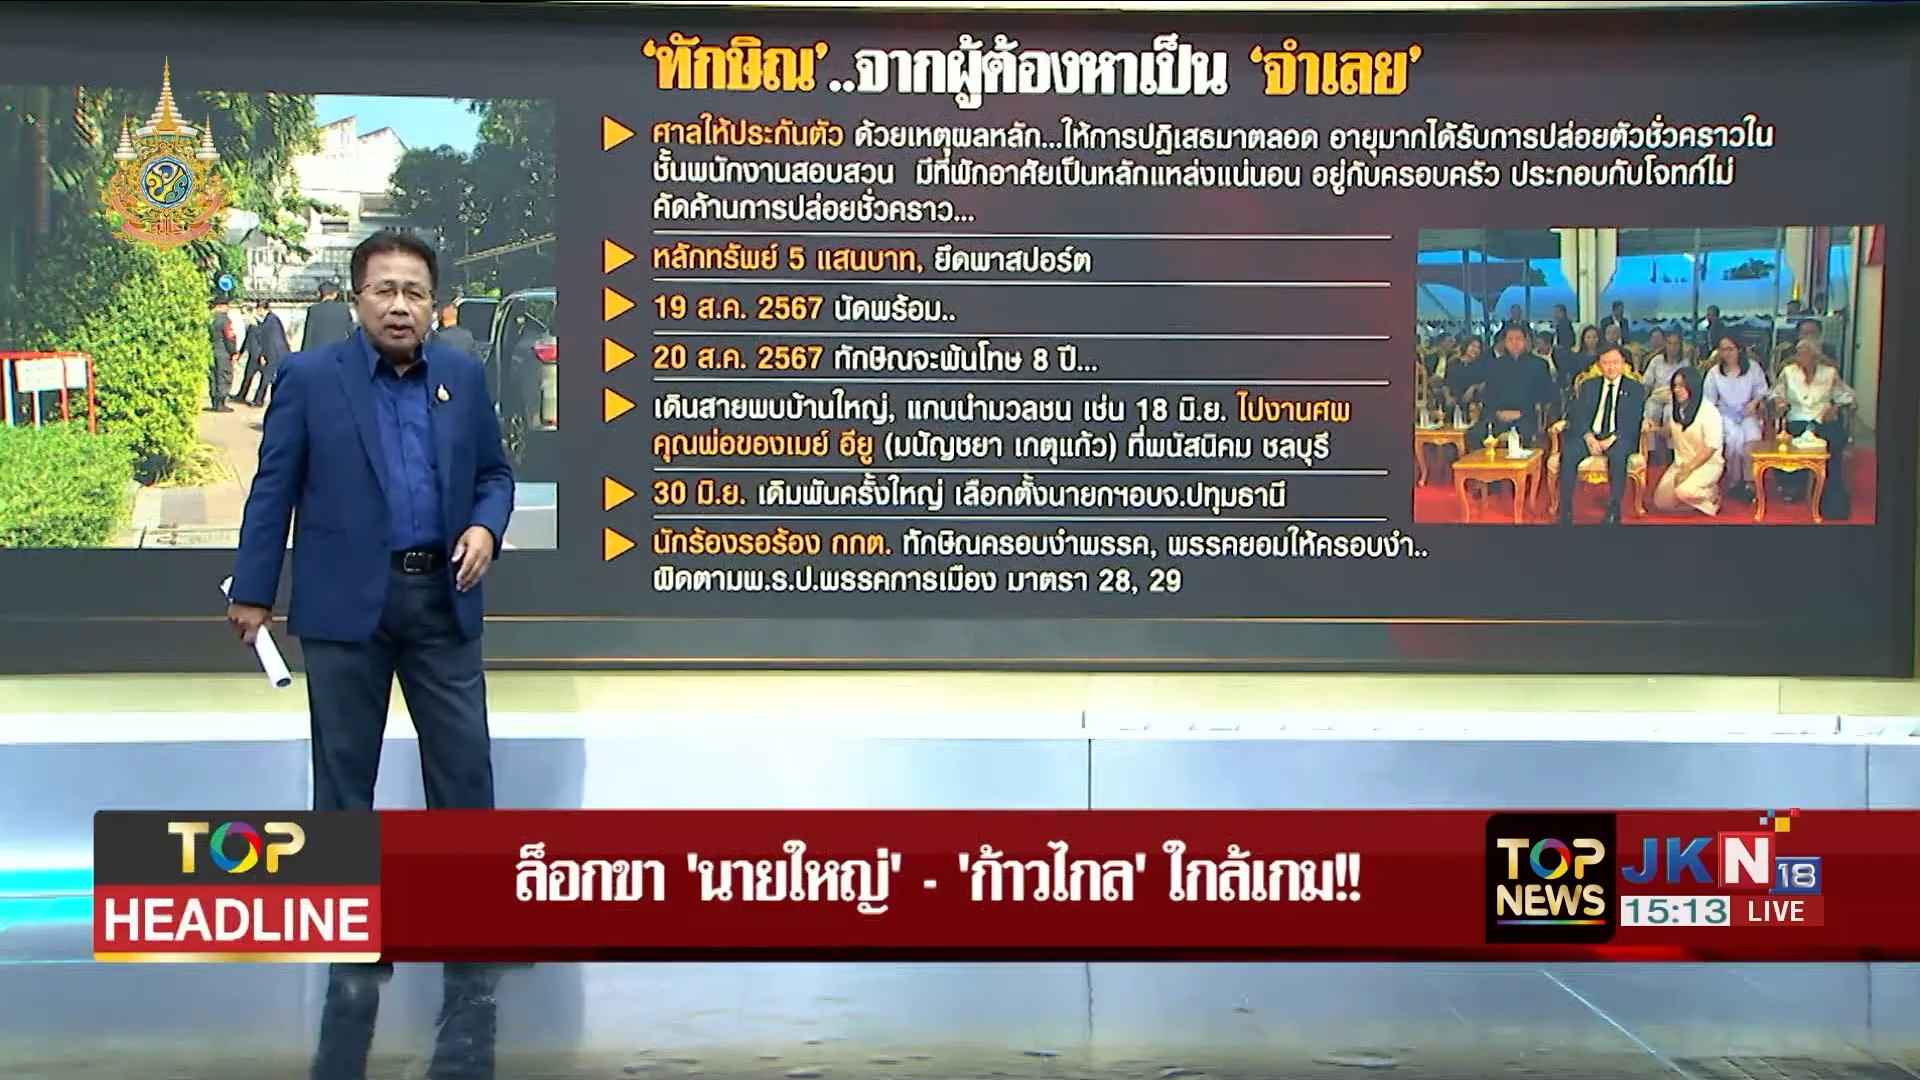 'ทักษิณ'..จากผู้ต้องหาเป็น 'จำเลย'
ศาลให้ประกันตัว ด้วยเหตุผลหลัก...ให้การปฏิเสธมาตลอด อายุมากได้รับการปล่อยตัวชั่วคราวใน
ชั้นพนักงานสอบสวน มีที่พักอาศัยเป็นหลักแหล่งแน่นอน อยู่กับครอบครัว ประกอบกับโจทก์ไม่
คัดค้านการปล่อยชั่วคราว...
หลักทรัพย์ 5 แสนบาท, ยึดพาสปอร์ต
19 ส.ค. 2567 นัดพร้อม..
20 ส.ค. 2567 ทักษิณจะพ้นโทษ 8 ปี...
เดินสายพบบ้านใหญ่, แกนนำมวลชน เช่น 18 มิ.ย. ไปงานศพ
คุณพ่อของเมย์ อียู (มนัญชยา เกตุแก้ว) ที่พนัสนิคม ชลบุรี
30 มิ.ย. เดิมพันครั้งใหญ่ เลือกตั้งนายกฯอบจ.ปทุมธานี
นักร้องรอร้อง กกต. ทักษิณครอบงำพรรค, พรรคยอมให้ครอบงำ..
ผิดตามพ.ร.ป.พรรคการเมือง มาตรา 28, 29
TOP
HEADLINE
ล็อกขา 'นายใหญ่' - 'ก้าวไกล' ใกล้เกม!!
TOP
NEWS
JKN 18
15:13 LIVE